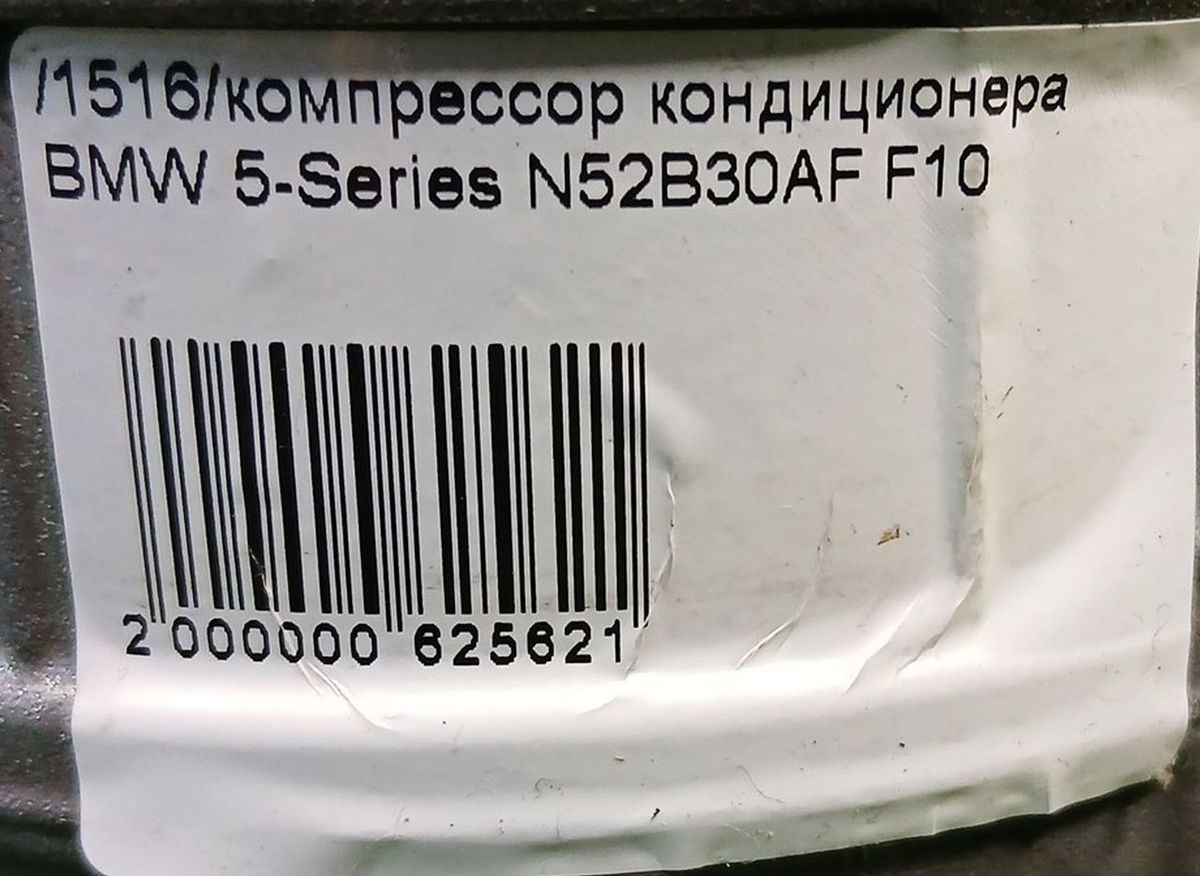 /1516/компрессор кондиционера
BMW 5-Series N52B30AF F10
2 000000 625621